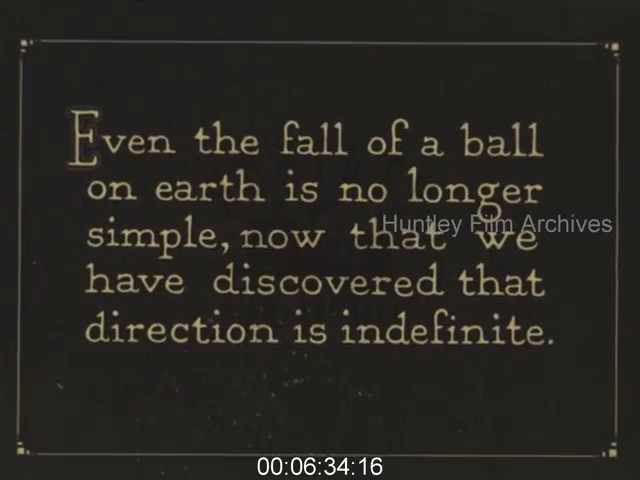 Even the fall of a ball
on earth is no longer
simple, now that we
have discovered that
direction is indefinite.
Huntley Film Archives
00:06:34:16